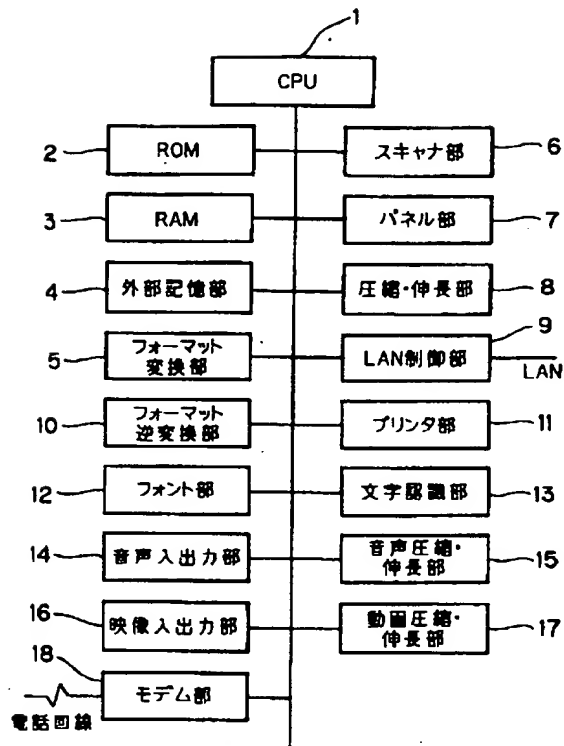 1
CPU
2
ROM
スキャナ部
6
3
RAM
パネル部
7
4
外部記憶部
圧縮・伸長部
8
5
フォーマット
変換部
LAN制御部
9
LAN
10
フォーマット
逆変換部
プリンタ部
11
12
フォント部
文字認識部
13
14
音声入出力部
音声圧縮・
伸長部
15
16
映像入出力部
動画圧縮・
伸長部
17
18
モデム部
電話回線